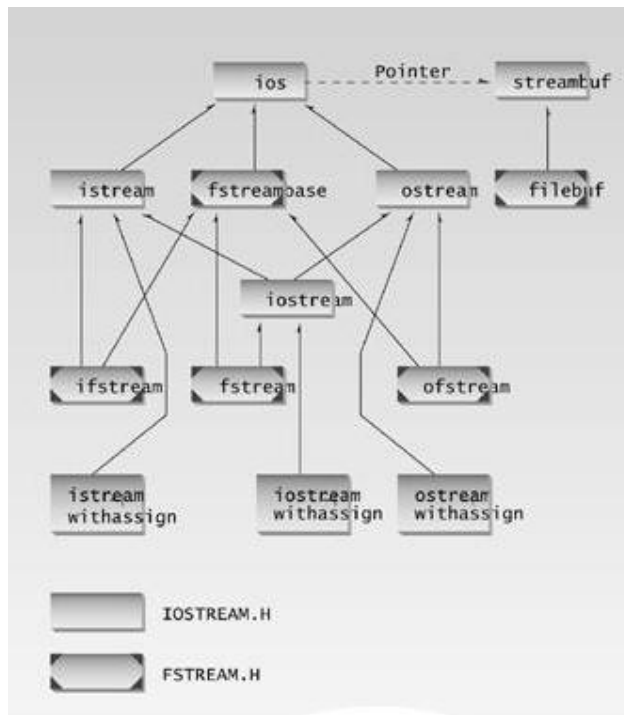 ios
Pointer
streambuf
istream
fstreambase
ostream
filebuf
iostream
ifstream
fstream
ofstream
istream
withassign
iostream
withassign
ostream
withassign
IOSTREAM.H
FSTREAM.H